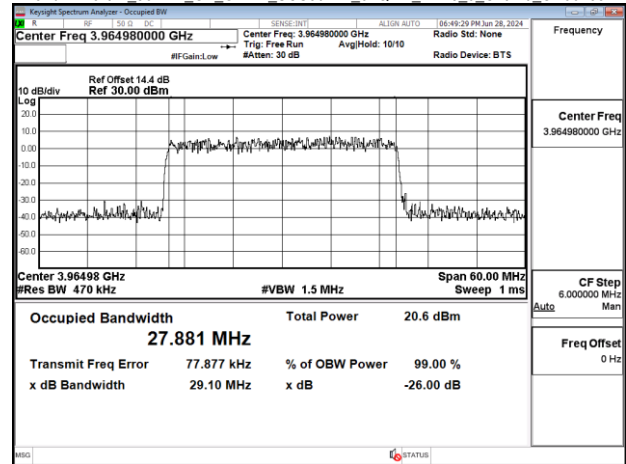 Keysight Spectrum Analyzer - Occupied BW
R RF 50 Ω DC SENSE:INT ALIGN AUTO 06:49:29 PM Jun 28, 2024
Center Freq 3.964980000 GHz
Center Freq: 3.964980000 GHz
Radio Std: None
Trig: Free Run Avg|Hold: 10/10
#IFGain:Low
#Atten: 30 dB
Radio Device: BTS
Frequency
Ref Offset 14.4 dB
10 dB/div Ref 30.00 dBm
Log
20.0
10.0
0.00
-10.0
-20.0
-30.0
-40.0
-50.0
-60.0
Center Freq
3.964980000 GHz
Center 3.96498 GHz
Span 60.00 MHz
#Res BW 470 kHz
#VBW 1.5 MHz
Sweep 1 ms
CF Step
6.000000 MHz
Auto Man
Occupied Bandwidth
27.881 MHz
Total Power 20.6 dBm
Transmit Freq Error 77.877 kHz
% of OBW Power 99.00 %
x dB Bandwidth 29.10 MHz
x dB -26.00 dB
Freq Offset
0 Hz
MSG
STATUS